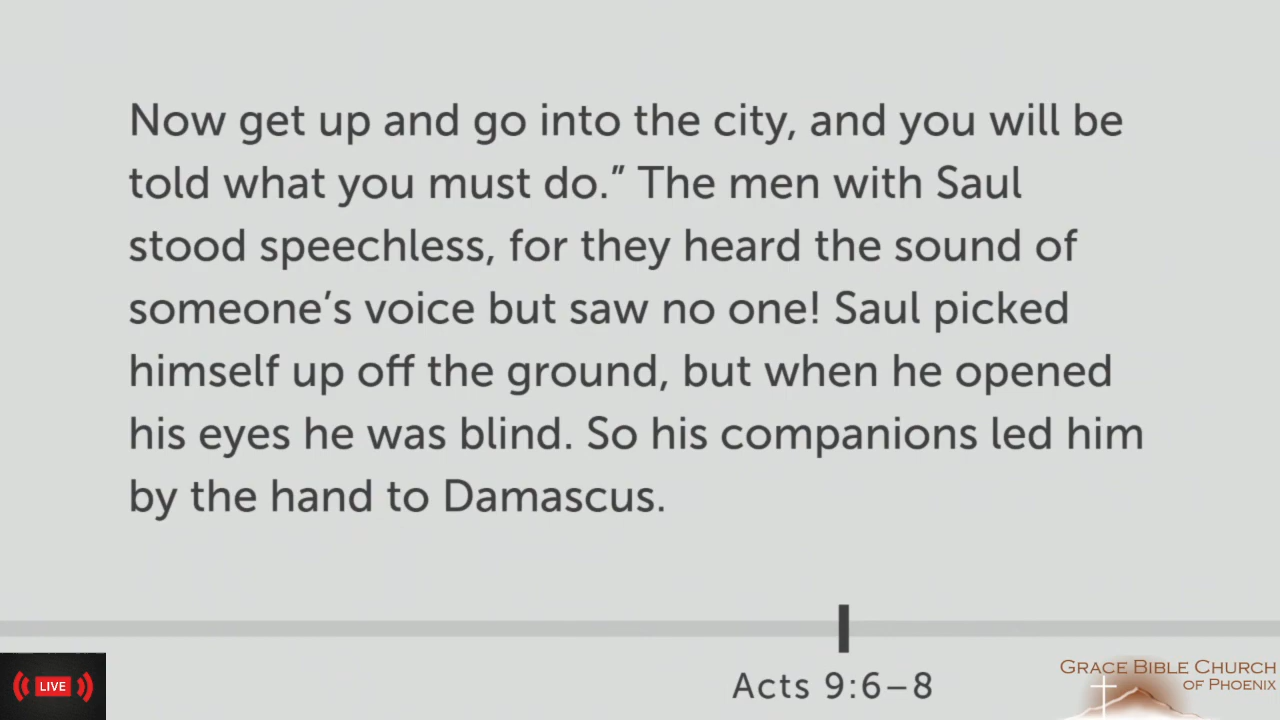 Now get up and go into the city, and you will be
told what you must do.” The men with Saul
stood speechless, for they heard the sound of
someone’s voice but saw no one! Saul picked
himself up off the ground, but when he opened
his eyes he was blind. So his companions led him
by the hand to Damascus.
Acts 9:6–8
LIVE
GRACE BIBLE CHURCH
OF PHOENIX